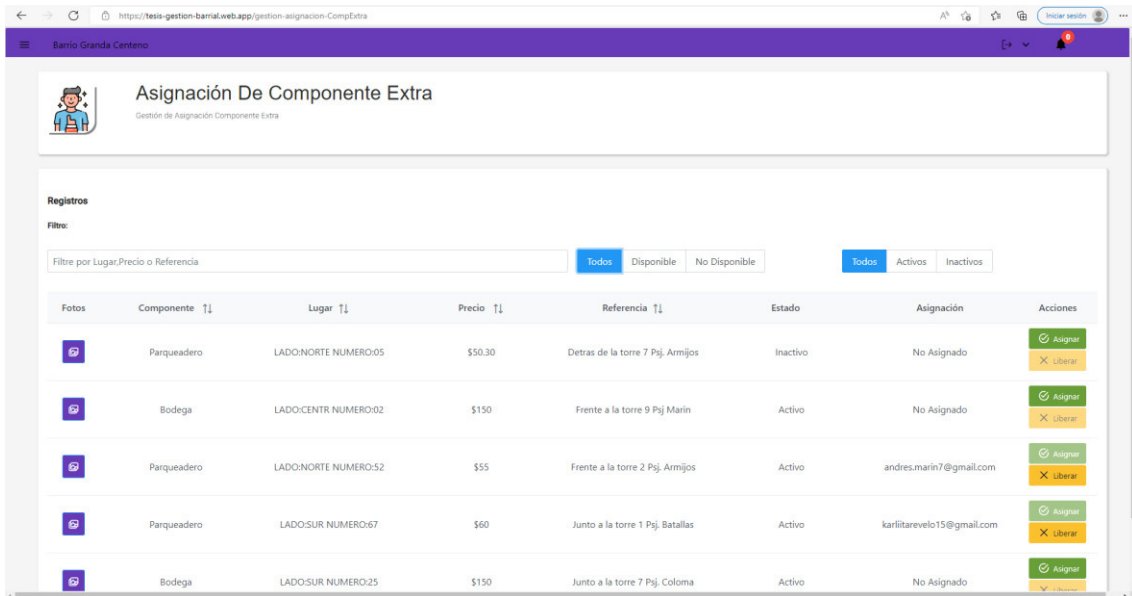 https://tesis-gestion-barrial.web.app/gestion-asignacion-CompExtra
Iniciar sesión
Barrio Granda Centeno
0
Asignación De Componente Extra
Gestión de Asignación Componente Extra
Registros
Filtro:
Filtre por Lugar,Precio o Referencia Todos Disponible No Disponible Todos Activos Inactivos
Fotos Componente Lugar Precio Referencia Estado Asignación Acciones
Parqueadero LADO:NORTE NUMERO:05 $50.30 Detras de la torre 7 Psj. Armijos Inactivo No Asignado Asignar
Liberar
Bodega LADO:CENTR NUMERO:02 $150 Frente a la torre 9 Psj Marin Activo No Asignado Asignar
Liberar
Parqueadero LADO:NORTE NUMERO:52 $55 Frente a la torre 2 Psj. Armijos Activo andres.marin7@gmail.com Asignar
Liberar
Parqueadero LADO:SUR NUMERO:67 $60 Junto a la torre 1 Psj. Batallas Activo karliitarevelo15@gmail.com Asignar
Liberar
Bodega LADO:SUR NUMERO:25 $150 Junto a la torre 7 Psj. Coloma Activo No Asignado Asignar
Liberar